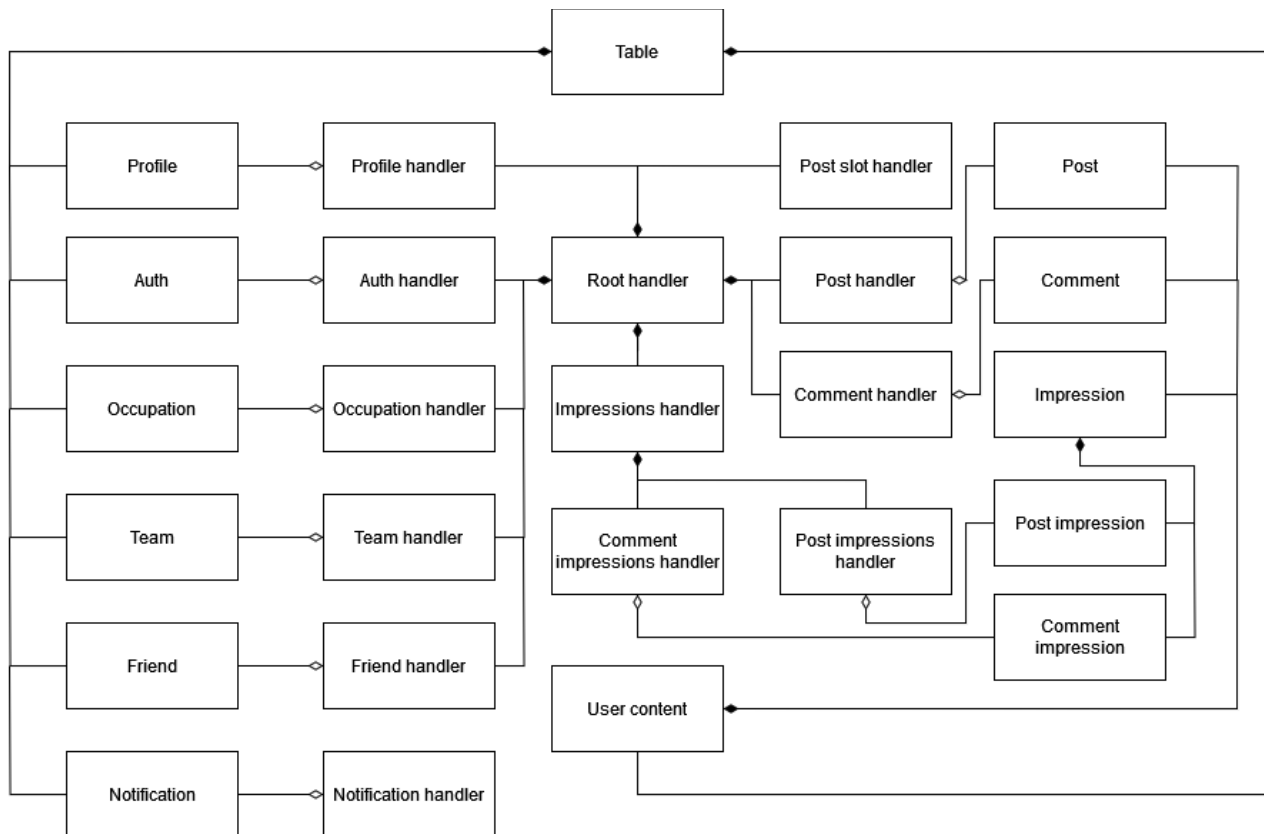 Table
Profile
Profile handler
Post slot handler
Post
Auth
Auth handler
Root handler
Post handler
Comment
Occupation
Occupation handler
Impressions handler
Comment handler
Impression
Team
Team handler
Comment
impressions handler
Post impressions
handler
Post impression
Comment
impression
Friend
Friend handler
User content
Notification
Notification handler